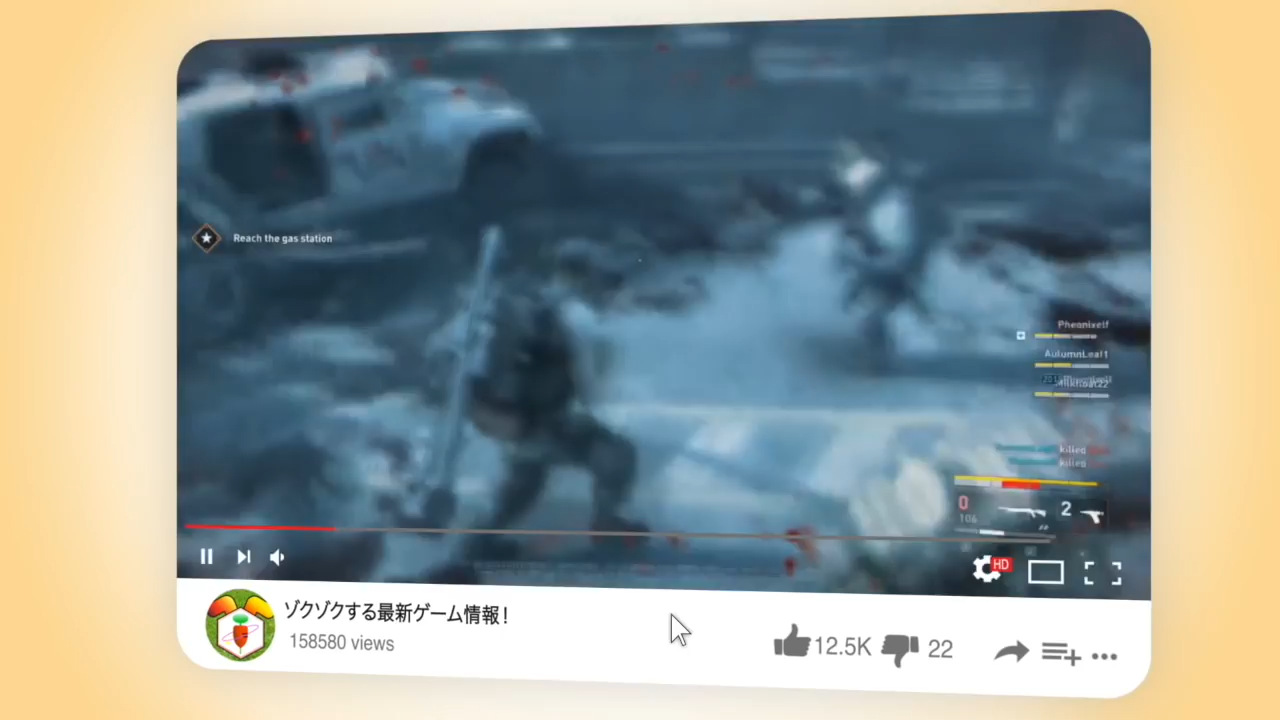 Reach the gas station
Pheonixelf
AutumnLeaf1
killed
killed
0
106
2
HD
ゾクゾクする最新ゲーム情報!
158580 views
12.5K
22